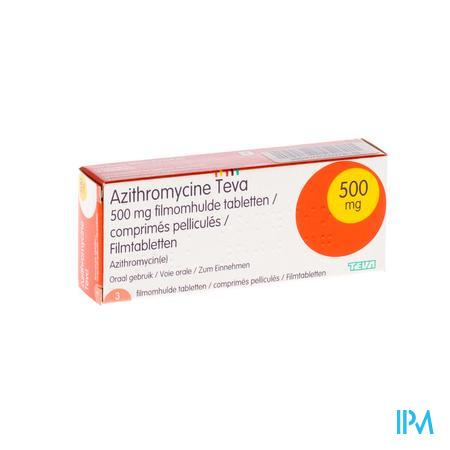 Azithromycine Teva
500 mg filmomhulde tabletten /
comprimés pelliculés /
Filmtabletten
Azithromycin(e)
Oraal gebruik / Voie orale / Zum Einnehmen
3 filmomhulde tabletten / comprimés pelliculés / Filmtabletten
500
mg
TEVA
Azithromycine
Teva
IPM